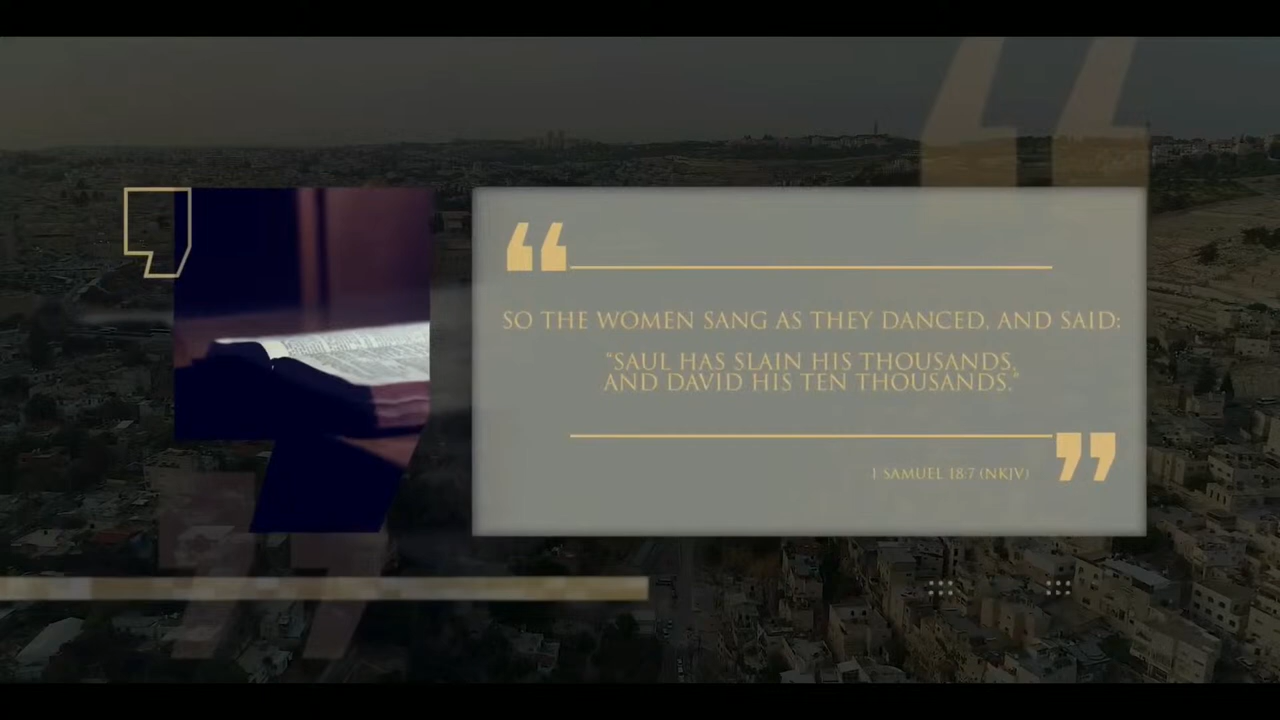 SO THE WOMEN SANG AS THEY DANCED, AND SAID:
“SAUL HAS SLAIN HIS THOUSANDS,
AND DAVID HIS TEN THOUSANDS.”
1 SAMUEL 18:7 (NKJV)